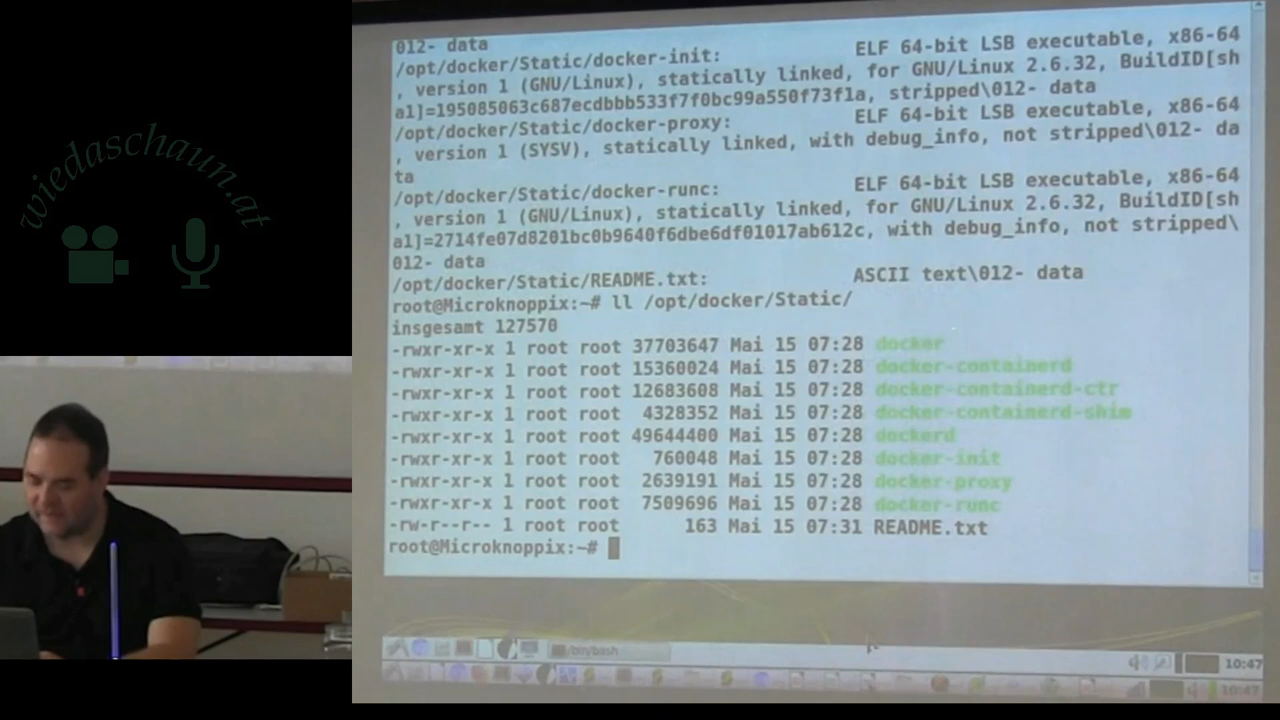 wiedaschaun.at
012- data
/opt/docker/Static/docker-init: ELF 64-bit LSB executable, x86-64
, version 1 (GNU/Linux), statically linked, for GNU/Linux 2.6.32, BuildID[sh
a1]=195085063c687ecdbbb533f7f0bc99a550f73f1a, stripped\012- data
/opt/docker/Static/docker-proxy: ELF 64-bit LSB executable, x86-64
, version 1 (SYSV), statically linked, with debug_info, not stripped\012- da
ta
/opt/docker/Static/docker-runc: ELF 64-bit LSB executable, x86-64
, version 1 (GNU/Linux), statically linked, for GNU/Linux 2.6.32, BuildID[sh
a1]=2714fe07d8201bc0b9640f6dbe6df01017ab612c, with debug_info, not stripped\
012- data
/opt/docker/Static/README.txt: ASCII text\012- data
root@Microknoppix:~# ll /opt/docker/Static/
insgesamt 127570
-rwxr-xr-x 1 root root 37703647 Mai 15 07:28 docker
-rwxr-xr-x 1 root root 15360024 Mai 15 07:28 docker-containerd
-rwxr-xr-x 1 root root 12683608 Mai 15 07:28 docker-containerd-ctr
-rwxr-xr-x 1 root root 4328352 Mai 15 07:28 docker-containerd-shim
-rwxr-xr-x 1 root root 49644400 Mai 15 07:28 dockerd
-rwxr-xr-x 1 root root 760048 Mai 15 07:28 docker-init
-rwxr-xr-x 1 root root 2639191 Mai 15 07:28 docker-proxy
-rwxr-xr-x 1 root root 7509696 Mai 15 07:28 docker-runc
-rw-r--r-- 1 root root 163 Mai 15 07:31 README.txt
root@Microknoppix:~#
/bin/bash
10:47
10:47